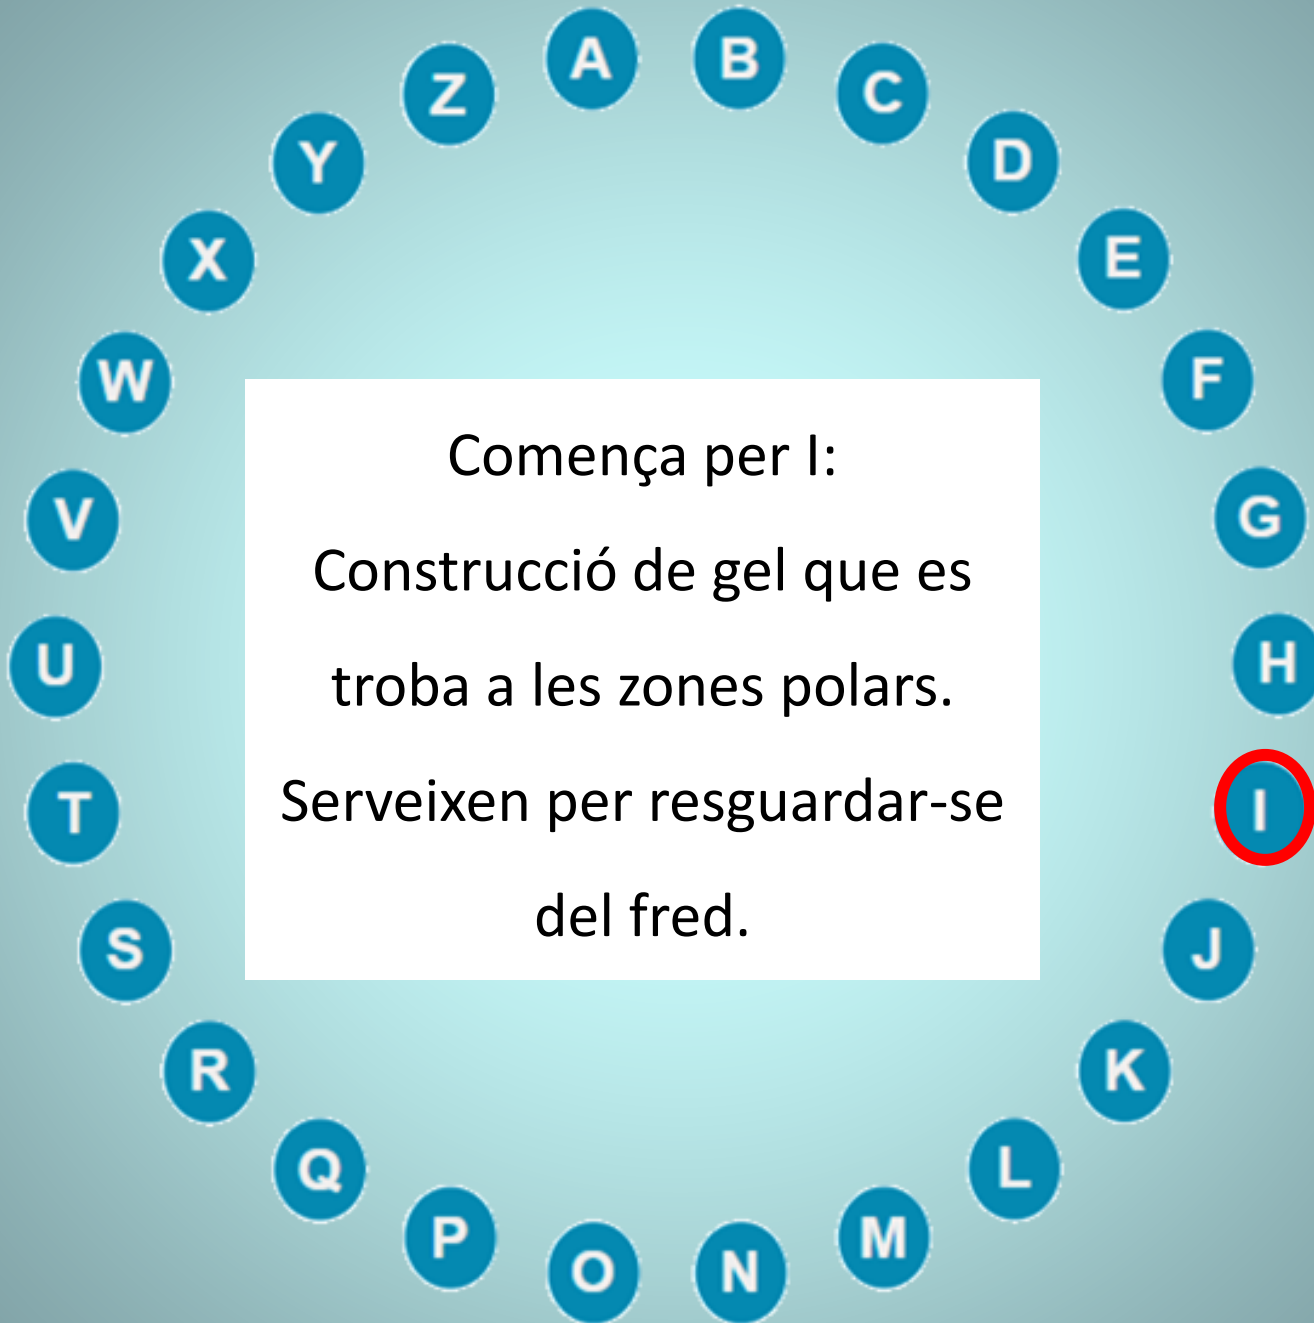 A
B
C
D
E
F
G
H
I
J
K
L
M
N
O
P
Q
R
S
T
U
V
W
X
Y
Z
Comença per I:
Construcció de gel que es
troba a les zones polars.
Serveixen per resguardar-se
del fred.